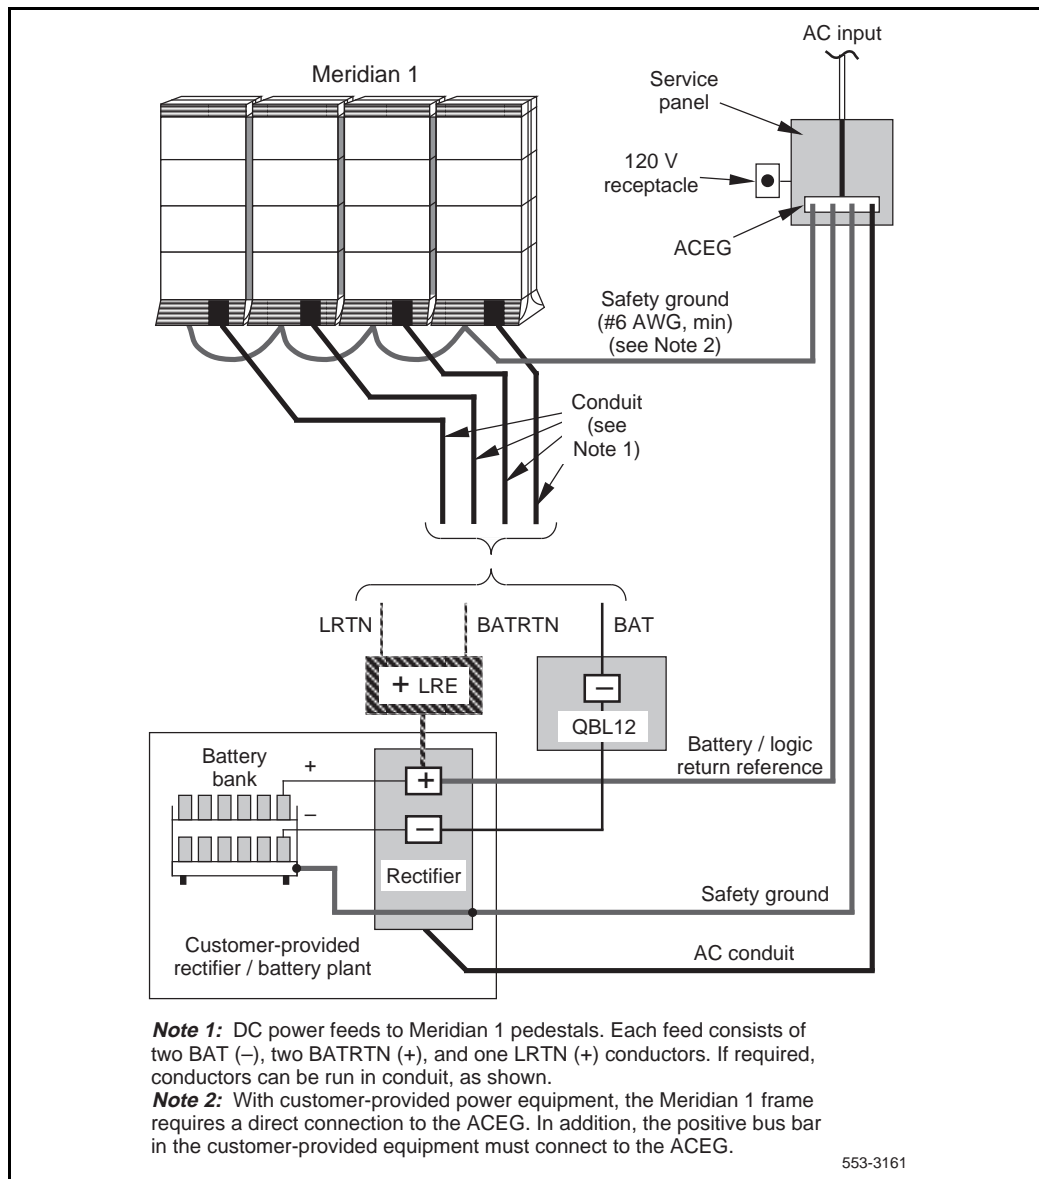 AC input
Meridian 1
Service
panel
120 V
receptacle
ACEG
Safety ground
(#6 AWG, min)
(see Note 2)
Conduit
(see
Note 1)
LRTN
BATRTN
BAT
+ LRE
–
QBL12
Battery / logic
return reference
Battery
bank
+
–
+
–
Rectifier
Safety ground
Customer-provided
rectifier / battery plant
AC conduit
Note 1: DC power feeds to Meridian 1 pedestals. Each feed consists of
two BAT (–), two BATRTN (+), and one LRTN (+) conductors. If required,
conductors can be run in conduit, as shown.
Note 2: With customer-provided power equipment, the Meridian 1 frame
requires a direct connection to the ACEG. In addition, the positive bus bar
in the customer-provided equipment must connect to the ACEG.
553-3161